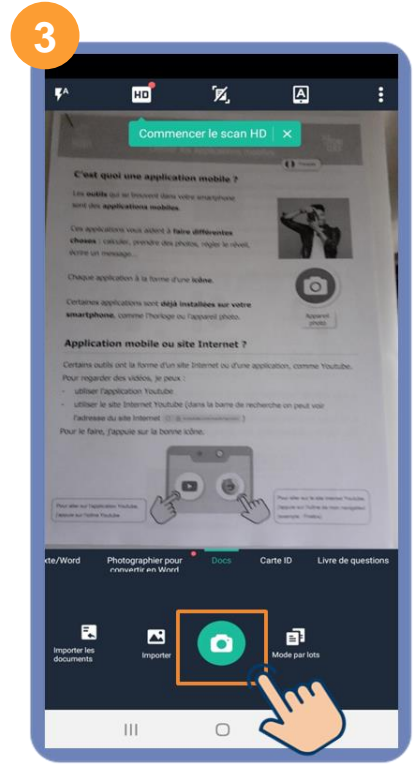 3
A
HD
A
Commencer le scan HD | ×
C'est quoi une application mobile ?
Les outils qui se trouvent dans votre smartphone
sont des applications mobiles.
Ces applications vous aident à faire différentes
choses : calculer, prendre des photos, régler le réveil,
écrire un message...
Chaque application à la forme d'une icône.
Certaines applications sont déjà installées sur votre
smartphone, comme l'horloge ou l'appareil photo.
Appareil
photo
Application mobile ou site Internet ?
Certains outils ont la forme d'un site Internet ou d'une application, comme Youtube.
Pour regarder des vidéos, je peux :
- utiliser l'application Youtube
- utiliser le site Internet Youtube (dans la barre de recherche on peut voir
l'adresse du site Internet )
Pour le faire, j'appuie sur la bonne icône.
Pour aller sur l'application Youtube,
j'appuie sur l'icône Youtube.
Pour aller sur le site internet Youtube,
j'appuie sur l'icône de mon navigateur
(exemple : Firefox)
xte/Word
Photographier pour
convertir en Word
Docs
Carte ID
Livre de questions
Importer les
documents
Importer
Mode par lots